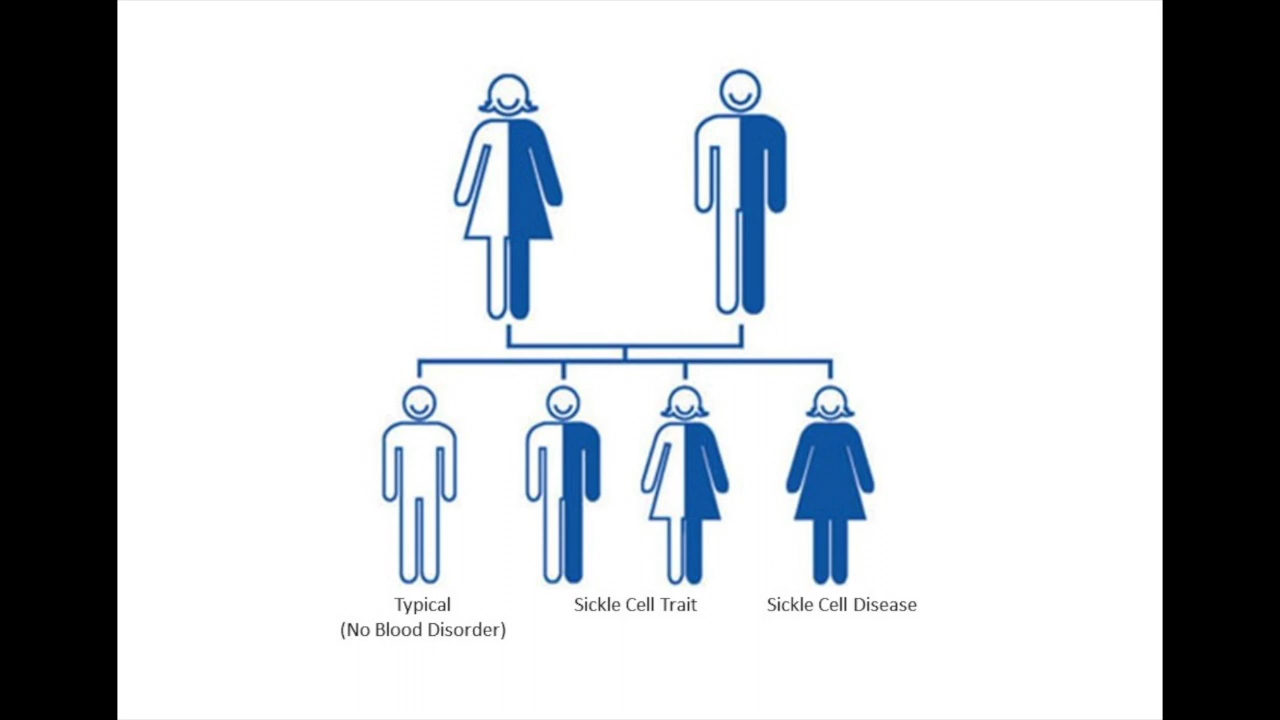 Typical
(No Blood Disorder)
Sickle Cell Trait
Sickle Cell Disease